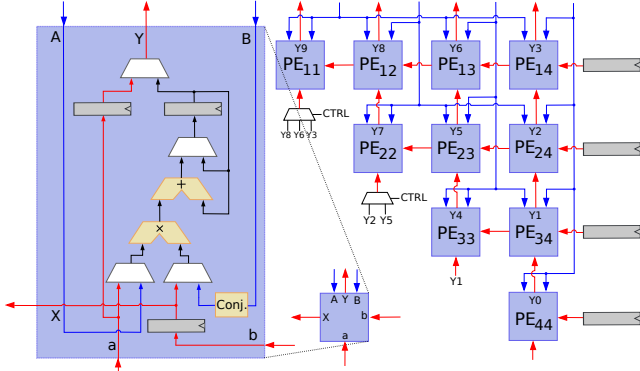 A
Y
B
+
×
Conj.
X
a
b
Y9
PE11
Y8
PE12
Y6
PE13
Y3
PE14
CTRL
Y8 Y6 Y3
Y7
PE22
Y5
PE23
Y2
PE24
CTRL
Y2 Y5
Y4
PE33
Y1
PE34
Y1
A Y B
X
b
a
Y0
PE44